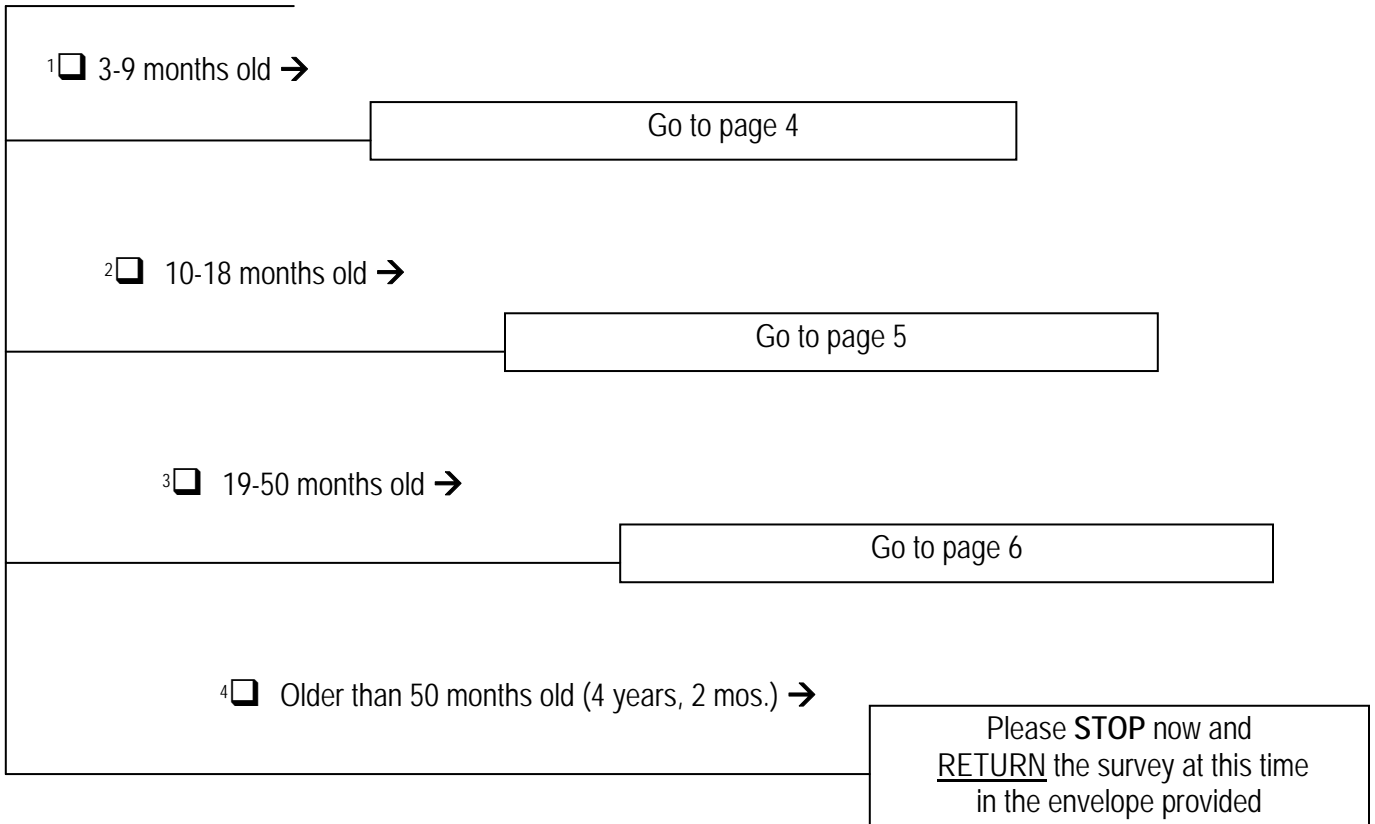 1❑ 3-9 months old →
Go to page 4
2❑ 10-18 months old →
Go to page 5
3❑ 19-50 months old →
Go to page 6
4❑ Older than 50 months old (4 years, 2 mos.) →
Please STOP now and
RETURN the survey at this time
in the envelope provided